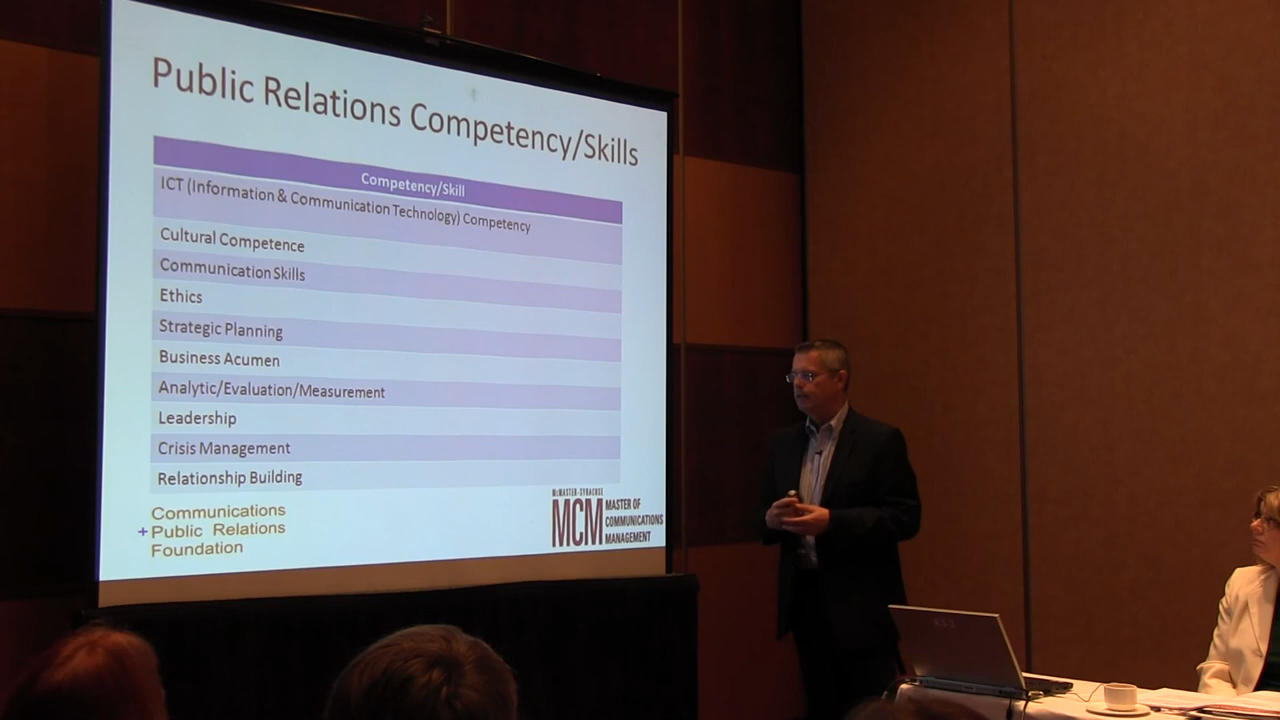 Public Relations Competency/Skills
Competency/Skill
ICT (Information & Communication Technology) Competency
Cultural Competence
Communication Skills
Ethics
Strategic Planning
Business Acumen
Analytic/Evaluation/Measurement
Leadership
Crisis Management
Relationship Building
Communications
+Public Relations
Foundation
McMASTER-SYRACUSE
MCM MASTER OF
COMMUNICATIONS
MANAGEMENT